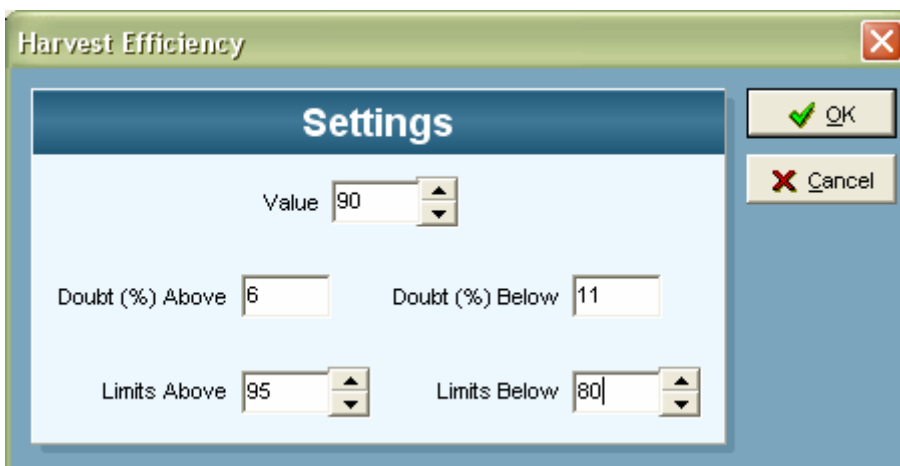 Harvest Efficiency
Settings
OK
Cancel
Value 90
Doubt (%) Above 6 Doubt (%) Below 11
Limits Above 95 Limits Below 80